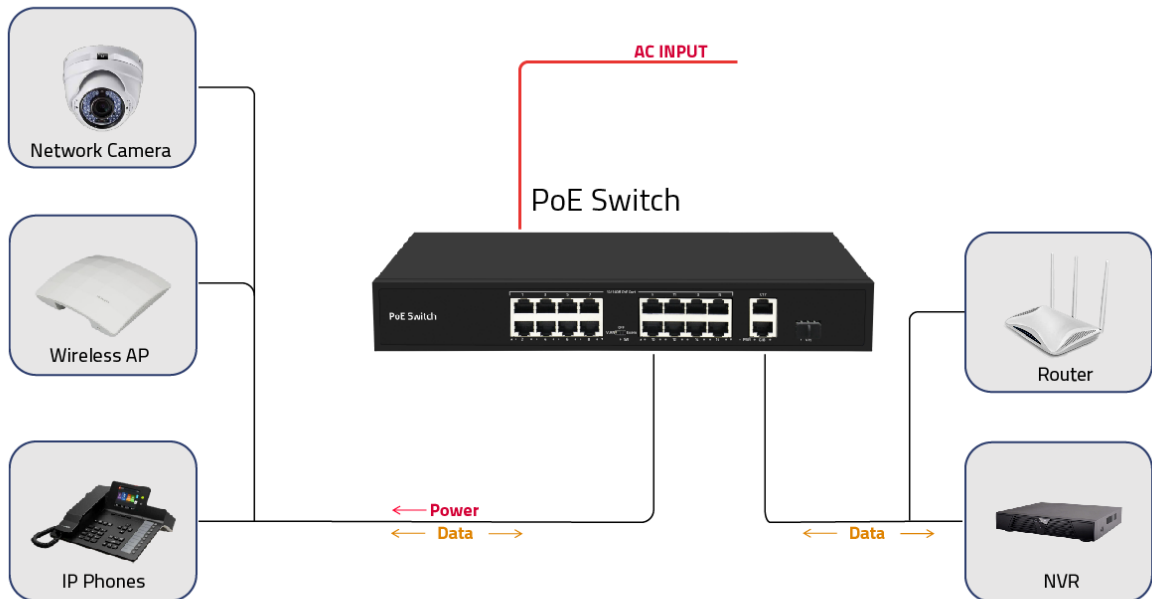 AC INPUT
Network Camera
PoE Switch
PoE Switch
Wireless AP
Router
Power
Data
Data
IP Phones
NVR